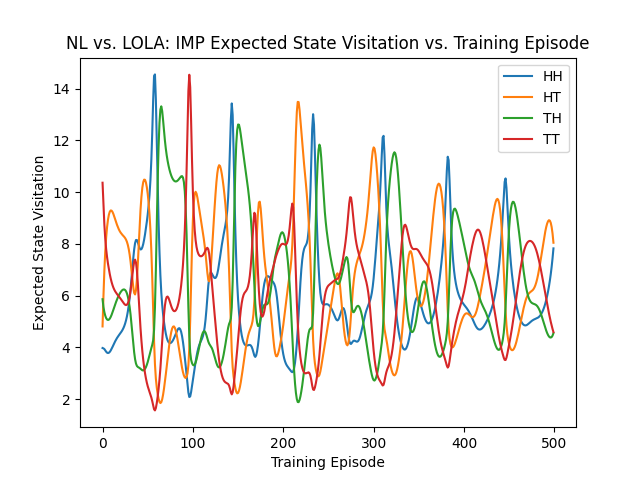 NL vs. LOLA: IMP Expected State Visitation vs. Training Episode
HH
HT
TH
TT
Expected State Visitation
14
12
10
8
6
4
2
0
100
200
300
400
500
Training Episode